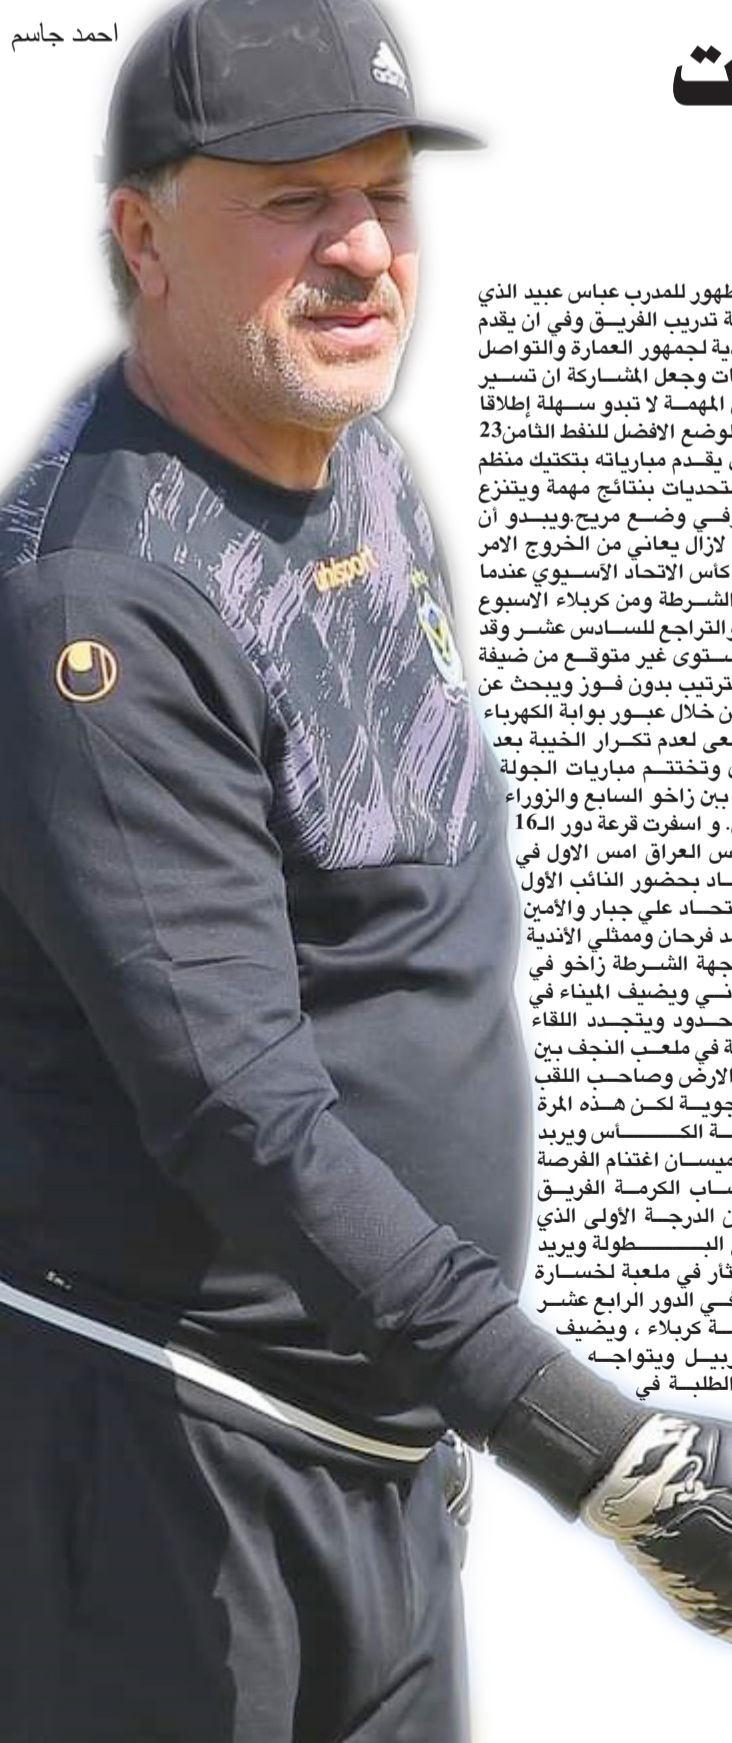 احمد جاسم
ت
adidas
uhlsport
طهور للمدرب عباس عبيد الذي
ة تدريب الفريق وفي ان يقدم
ية لجمهور العمارة والتواصل
ات وجعل المشاركة ان تسير
المهمة لا تبدو سهلة إطلاقا
لوضع الافضل للنفط الثامن23
يقدم مبارياته بتكتيك منظم
تحديات بنتائج مهمة ويتنزع
وفي وضع مريح.ويبدو أن
لازال يعاني من الخروج الامر
كأس الاتحاد الآسيوي عندما
الشرطة ومن كربلاء الاسبوع
والتراجع للسادس عشر وقد
ستوى غير متوقع من ضيفة
ترتيب بدون فوز ويبحث عن
ن خلال عبور بوابة الكهرباء
عى لعدم تكرار الخيبة بعد
وتختتم مباريات الجولة
بين زاخو السابع والزوراء
. و اسفرت قرعة دور الـ16
س العراق امس الاول في
اد بحضور النائب الأول
تحاد علي جبار والأمين
د فرحان وممثلي الأندية
جهة الشرطة زاخو في
ني ويضيف الميناء في
حدود ويتجدد اللقاء
ة في ملعب النجف بين
الارض وصاحب اللقب
جوية لكن هذه المرة
ة الكأس ويربد
ميسان اغتنام الفرصة
ساب الكرمة الفريق
ن الدرجة الأولى الذي
البطولة ويريد
ثأر في ملعبة لخسارة
في الدور الرابع عشر
ة كربلاء ، ويضيف
ربيل ويتواجه
الطلبة في